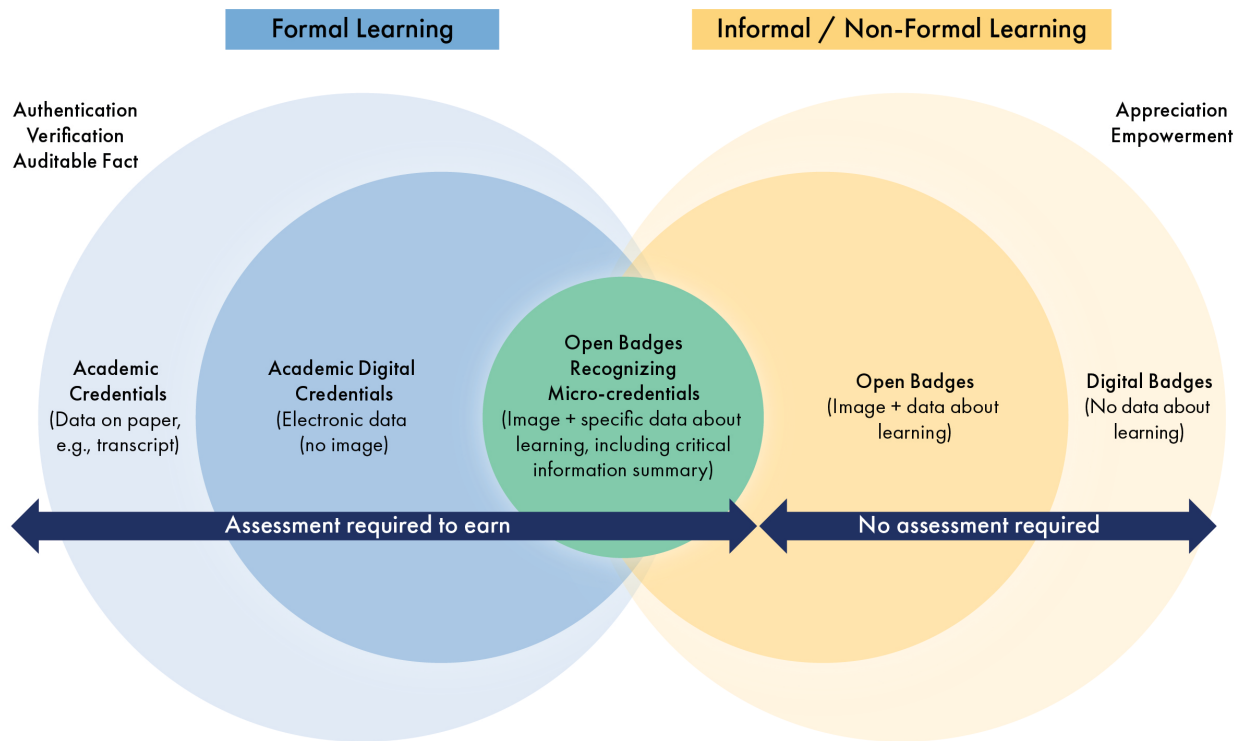 Formal Learning
Informal / Non-Formal Learning
Authentication
Verification
Auditable Fact
Appreciation
Empowerment
Academic
Credentials
(Data on paper,
e.g., transcript)
Academic Digital
Credentials
(Electronic data
(no image)
Open Badges
Recognizing
Micro-credentials
(Image + specific data about
learning, including critical
information summary)
Open Badges
(Image + data about
learning)
Digital Badges
(No data about
learning)
Assessment required to earn
No assessment required